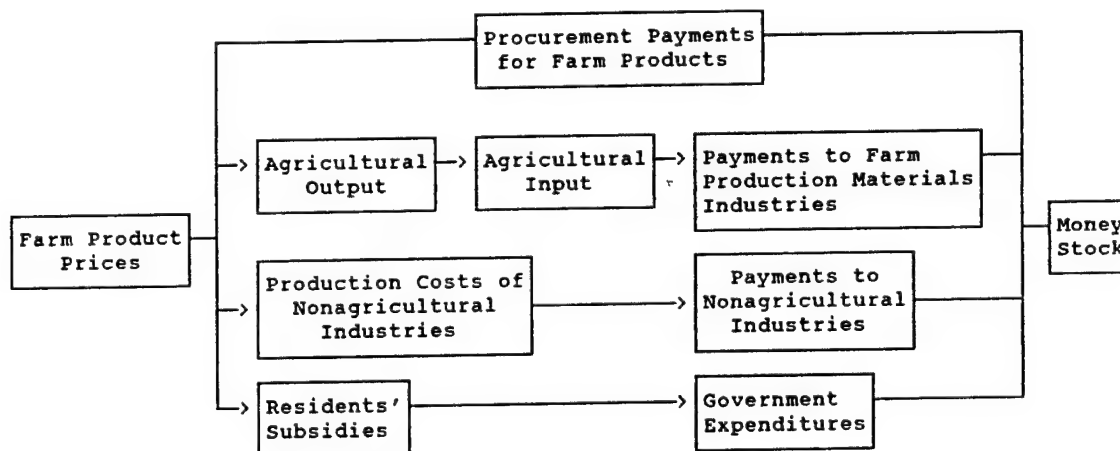 Procurement Payments
for Farm Products
Agricultural
Output
Agricultural
Input
Payments to Farm
Production Materials
Industries
Farm Product
Prices
Money
Stock
Production Costs of
Nonagricultural
Industries
Payments to
Nonagricultural
Industries
Residents'
Subsidies
Government
Expenditures